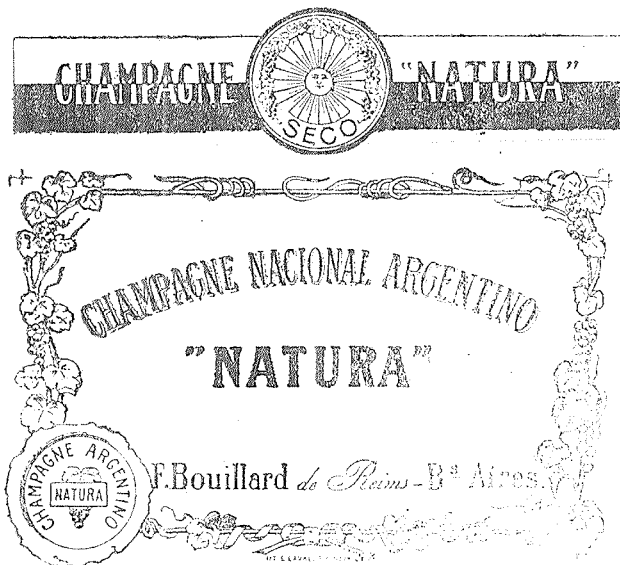 CHAMPAGNE "NATURA"
SECO
CHAMPAGNE NACIONAL ARGENTINO
"NATURA"
CHAMPAGNE ARGENTINO
NATURA
F. Bouillard de Reims - Bs Aires.